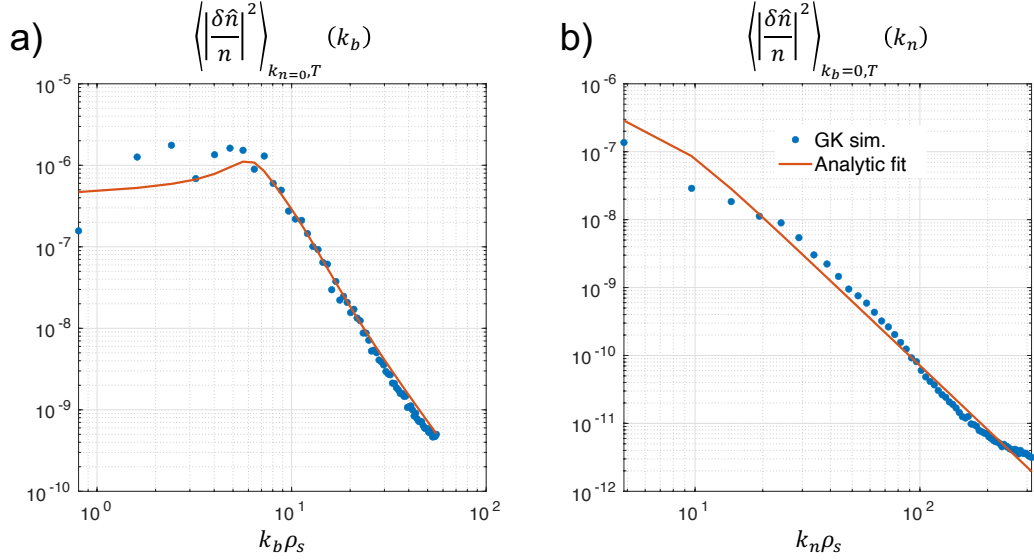 a)
⟨|δn̂/n|²⟩_{k_{n=0},T} (k_b)
10^{-5}
10^{-6}
10^{-7}
10^{-8}
10^{-9}
10^{-10}
10^0
10^1
10^2
k_bρ_s
b)
⟨|δn̂/n|²⟩_{k_b=0,T} (k_n)
10^{-6}
10^{-7}
10^{-8}
10^{-9}
10^{-10}
10^{-11}
10^{-12}
GK sim.
Analytic fit
10^1
10^2
k_nρ_s